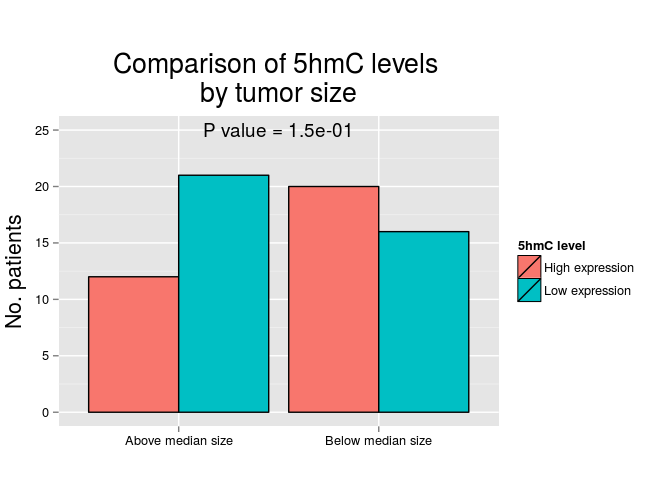 Comparison of 5hmC levels
by tumor size
P value = 1.5e-01
25
20
15
10
5
0
No. patients
Above median size
Below median size
5hmC level
High expression
Low expression